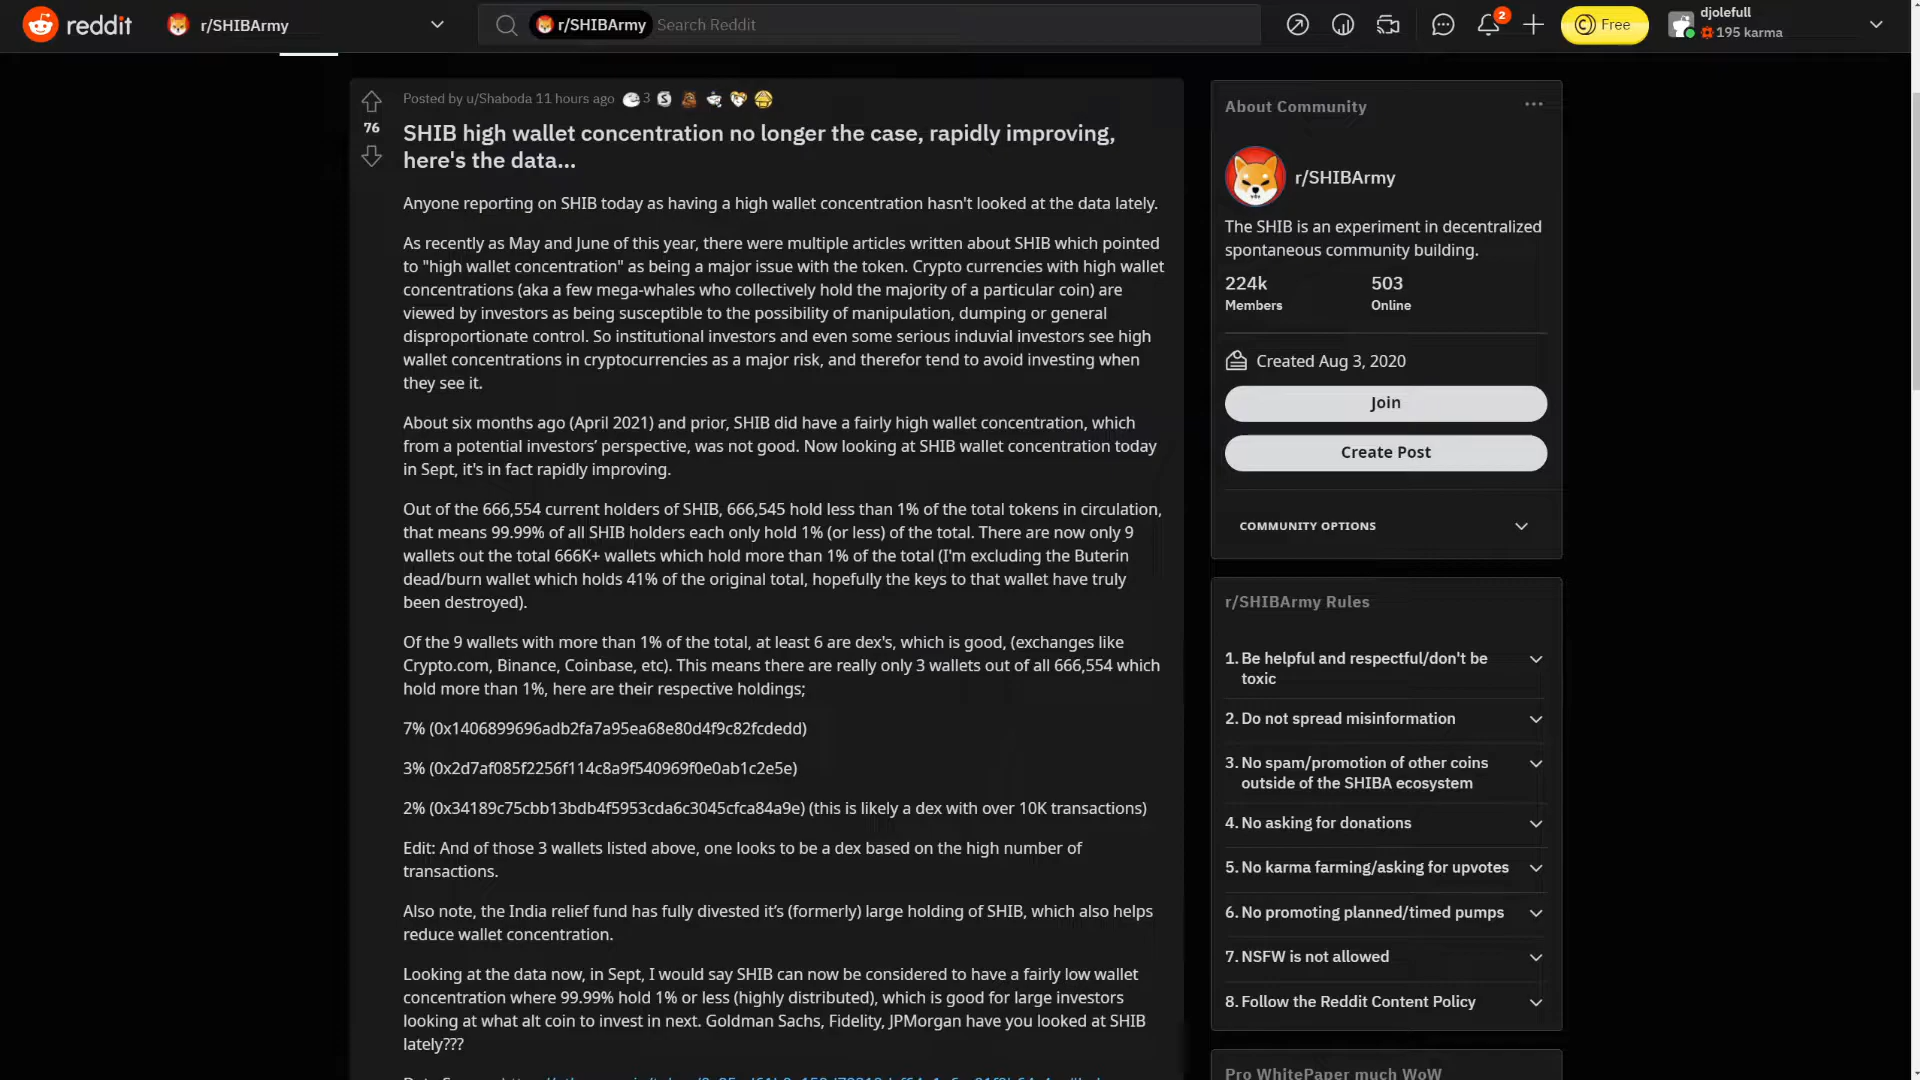 reddit
r/SHIBArmy
r/SHIBArmy Search Reddit
2
Free
djolefull
195 karma
Posted by u/Shaboda 11 hours ago
3
76
SHIB high wallet concentration no longer the case, rapidly improving,
here's the data...
Anyone reporting on SHIB today as having a high wallet concentration hasn't looked at the data lately.
As recently as May and June of this year, there were multiple articles written about SHIB which pointed
to "high wallet concentration" as being a major issue with the token. Crypto currencies with high wallet
concentrations (aka a few mega-whales who collectively hold the majority of a particular coin) are
viewed by investors as being susceptible to the possibility of manipulation, dumping or general
disproportionate control. So institutional investors and even some serious induvial investors see high
wallet concentrations in cryptocurrencies as a major risk, and therefor tend to avoid investing when
they see it.
About six months ago (April 2021) and prior, SHIB did have a fairly high wallet concentration, which
from a potential investors’ perspective, was not good. Now looking at SHIB wallet concentration today
in Sept, it's in fact rapidly improving.
Out of the 666,554 current holders of SHIB, 666,545 hold less than 1% of the total tokens in circulation,
that means 99.99% of all SHIB holders each only hold 1% (or less) of the total. There are now only 9
wallets out the total 666K+ wallets which hold more than 1% of the total (I'm excluding the Buterin
dead/burn wallet which holds 41% of the original total, hopefully the keys to that wallet have truly
been destroyed).
Of the 9 wallets with more than 1% of the total, at least 6 are dex's, which is good, (exchanges like
Crypto.com, Binance, Coinbase, etc). This means there are really only 3 wallets out of all 666,554 which
hold more than 1%, here are their respective holdings;
7% (0x1406899696adb2fa7a95ea68e80d4f9c82fcdedd)
3% (0x2d7af085f2256f114c8a9f540969f0e0ab1c2e5e)
2% (0x34189c75cbb13bdb4f5953cda6c3045cfca84a9e) (this is likely a dex with over 10K transactions)
Edit: And of those 3 wallets listed above, one looks to be a dex based on the high number of
transactions.
Also note, the India relief fund has fully divested it’s (formerly) large holding of SHIB, which also helps
reduce wallet concentration.
Looking at the data now, in Sept, I would say SHIB can now be considered to have a fairly low wallet
concentration where 99.99% hold 1% or less (highly distributed), which is good for large investors
looking at what alt coin to invest in next. Goldman Sachs, Fidelity, JPMorgan have you looked at SHIB
lately???
About Community
r/SHIBArmy
The SHIB is an experiment in decentralized
spontaneous community building.
224k 503
Members Online
Created Aug 3, 2020
Join
Create Post
COMMUNITY OPTIONS
r/SHIBArmy Rules
1. Be helpful and respectful/don't be
toxic
2. Do not spread misinformation
3. No spam/promotion of other coins
outside of the SHIBA ecosystem
4. No asking for donations
5. No karma farming/asking for upvotes
6. No promoting planned/timed pumps
7. NSFW is not allowed
8. Follow the Reddit Content Policy
Pro WhitePaper much WoW